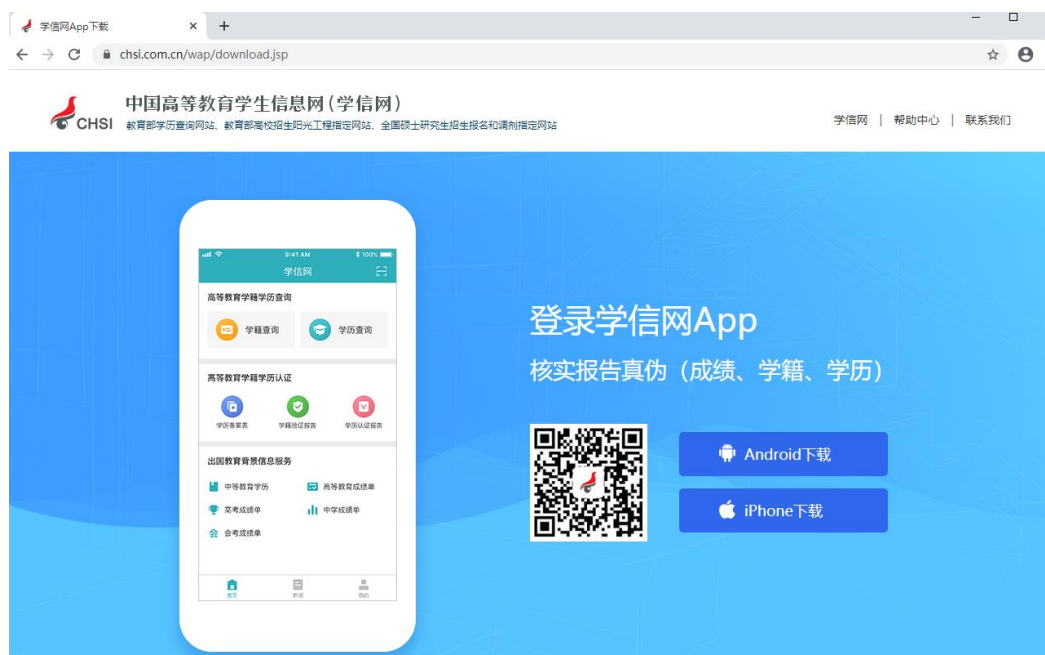 学信网App下载
chsi.com.cn/wap/download.jsp
CHSI
中国高等教育学生信息网(学信网)
教育部学历查询网站、教育部高校招生阳光工程指定网站、全国硕士研究生招生报名和调剂指定网站
学信网 | 帮助中心 | 联系我们
9:41 AM
100%
学信网
高等教育学籍学历查询
学籍查询
学历查询
高等教育学籍学历认证
学历备案表
学籍验证报告
学历认证报告
出国教育背景信息服务
中等教育学历
高等教育成绩单
高考成绩单
中学成绩单
会考成绩单
首页
新闻
我的
登录学信网App
核实报告真伪（成绩、学籍、学历）
Android下载
iPhone下载